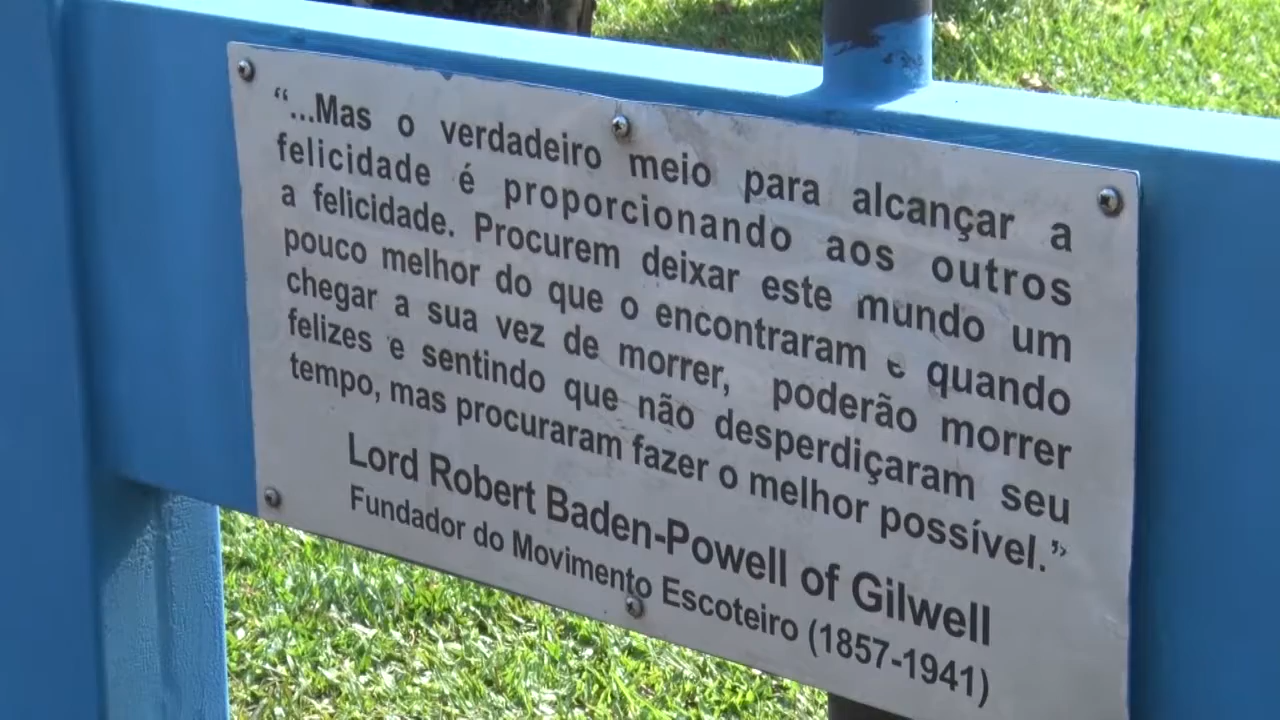 “...Mas o verdadeiro meio para alcançar a
felicidade é proporcionando aos outros
a felicidade. Procurem deixar este mundo um
pouco melhor do que o encontraram e quando
chegar a sua vez de morrer, poderão morrer
felizes e sentindo que não desperdiçaram seu
tempo, mas procuraram fazer o melhor possível.”
Lord Robert Baden-Powell of Gilwell
Fundador do Movimento Escoteiro (1857-1941)